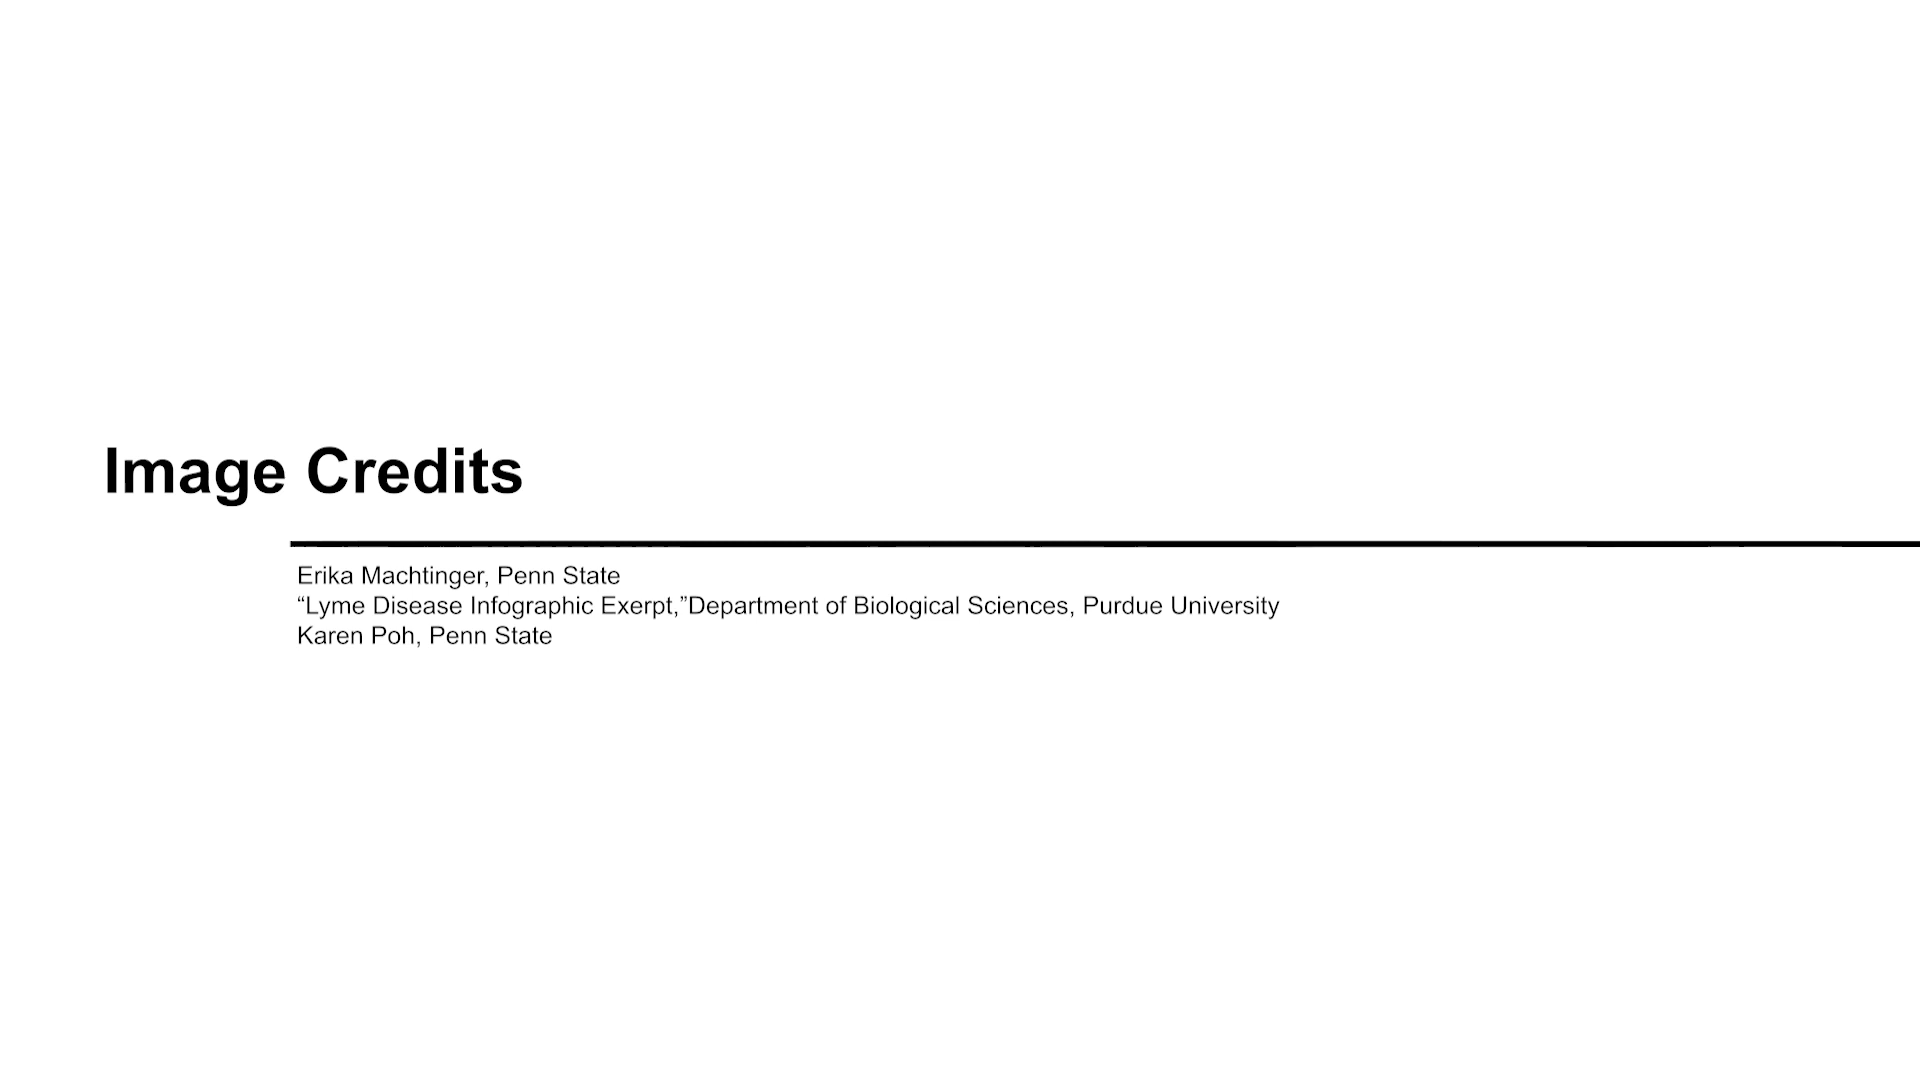 Image Credits
Erika Machtinger, Penn State
“Lyme Disease Infographic Exerpt,”Department of Biological Sciences, Purdue University
Karen Poh, Penn State